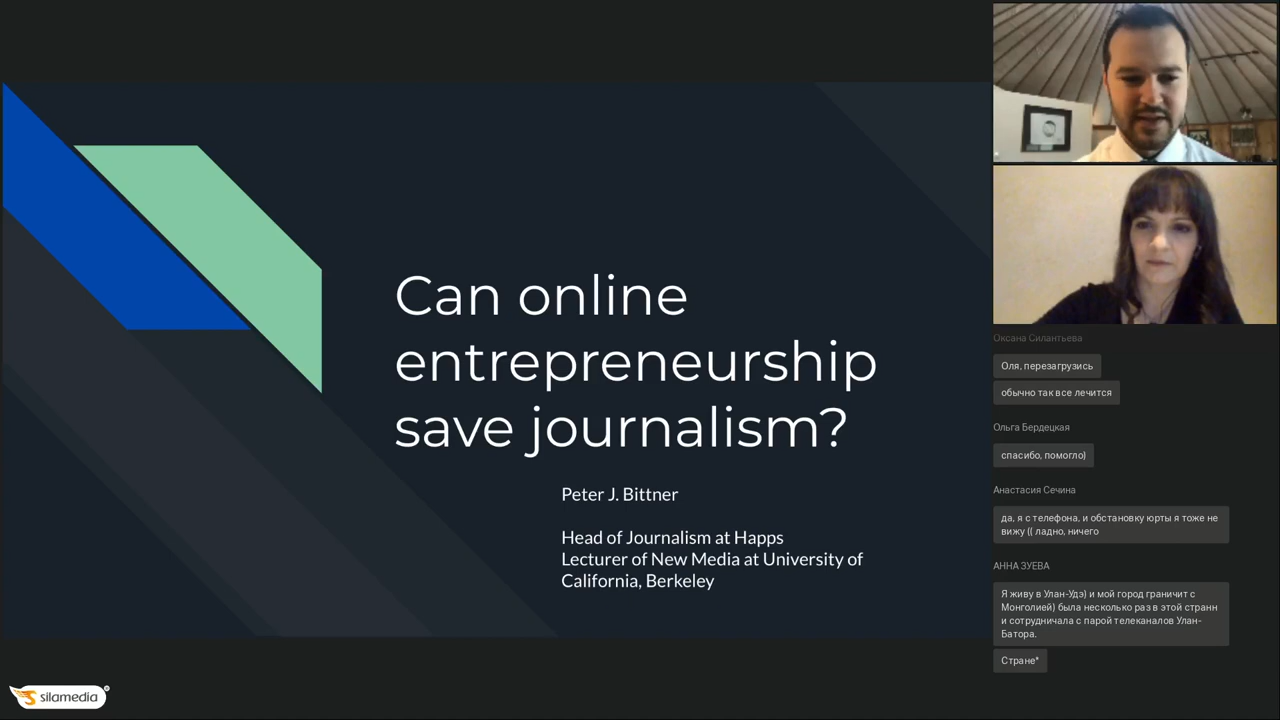 Can online
entrepreneurship
save journalism?
Peter J. Bittner
Head of Journalism at Happs
Lecturer of New Media at University of
California, Berkeley
silamedia
Оксана Силантьева
Оля, перезагрузись
обычно так все лечится
Ольга Бердецкая
спасибо, помогло)
Анастасия Сечина
да, я с телефона, и обстановку юрты я тоже не
вижу (( ладно, ничего
АННА ЗУЕВА
Я живу в Улан-Удэ) и мой город граничит с
Монголией) была несколько раз в этой странн
и сотрудничала с парой телеканалов Улан-
Батора.
Стране*